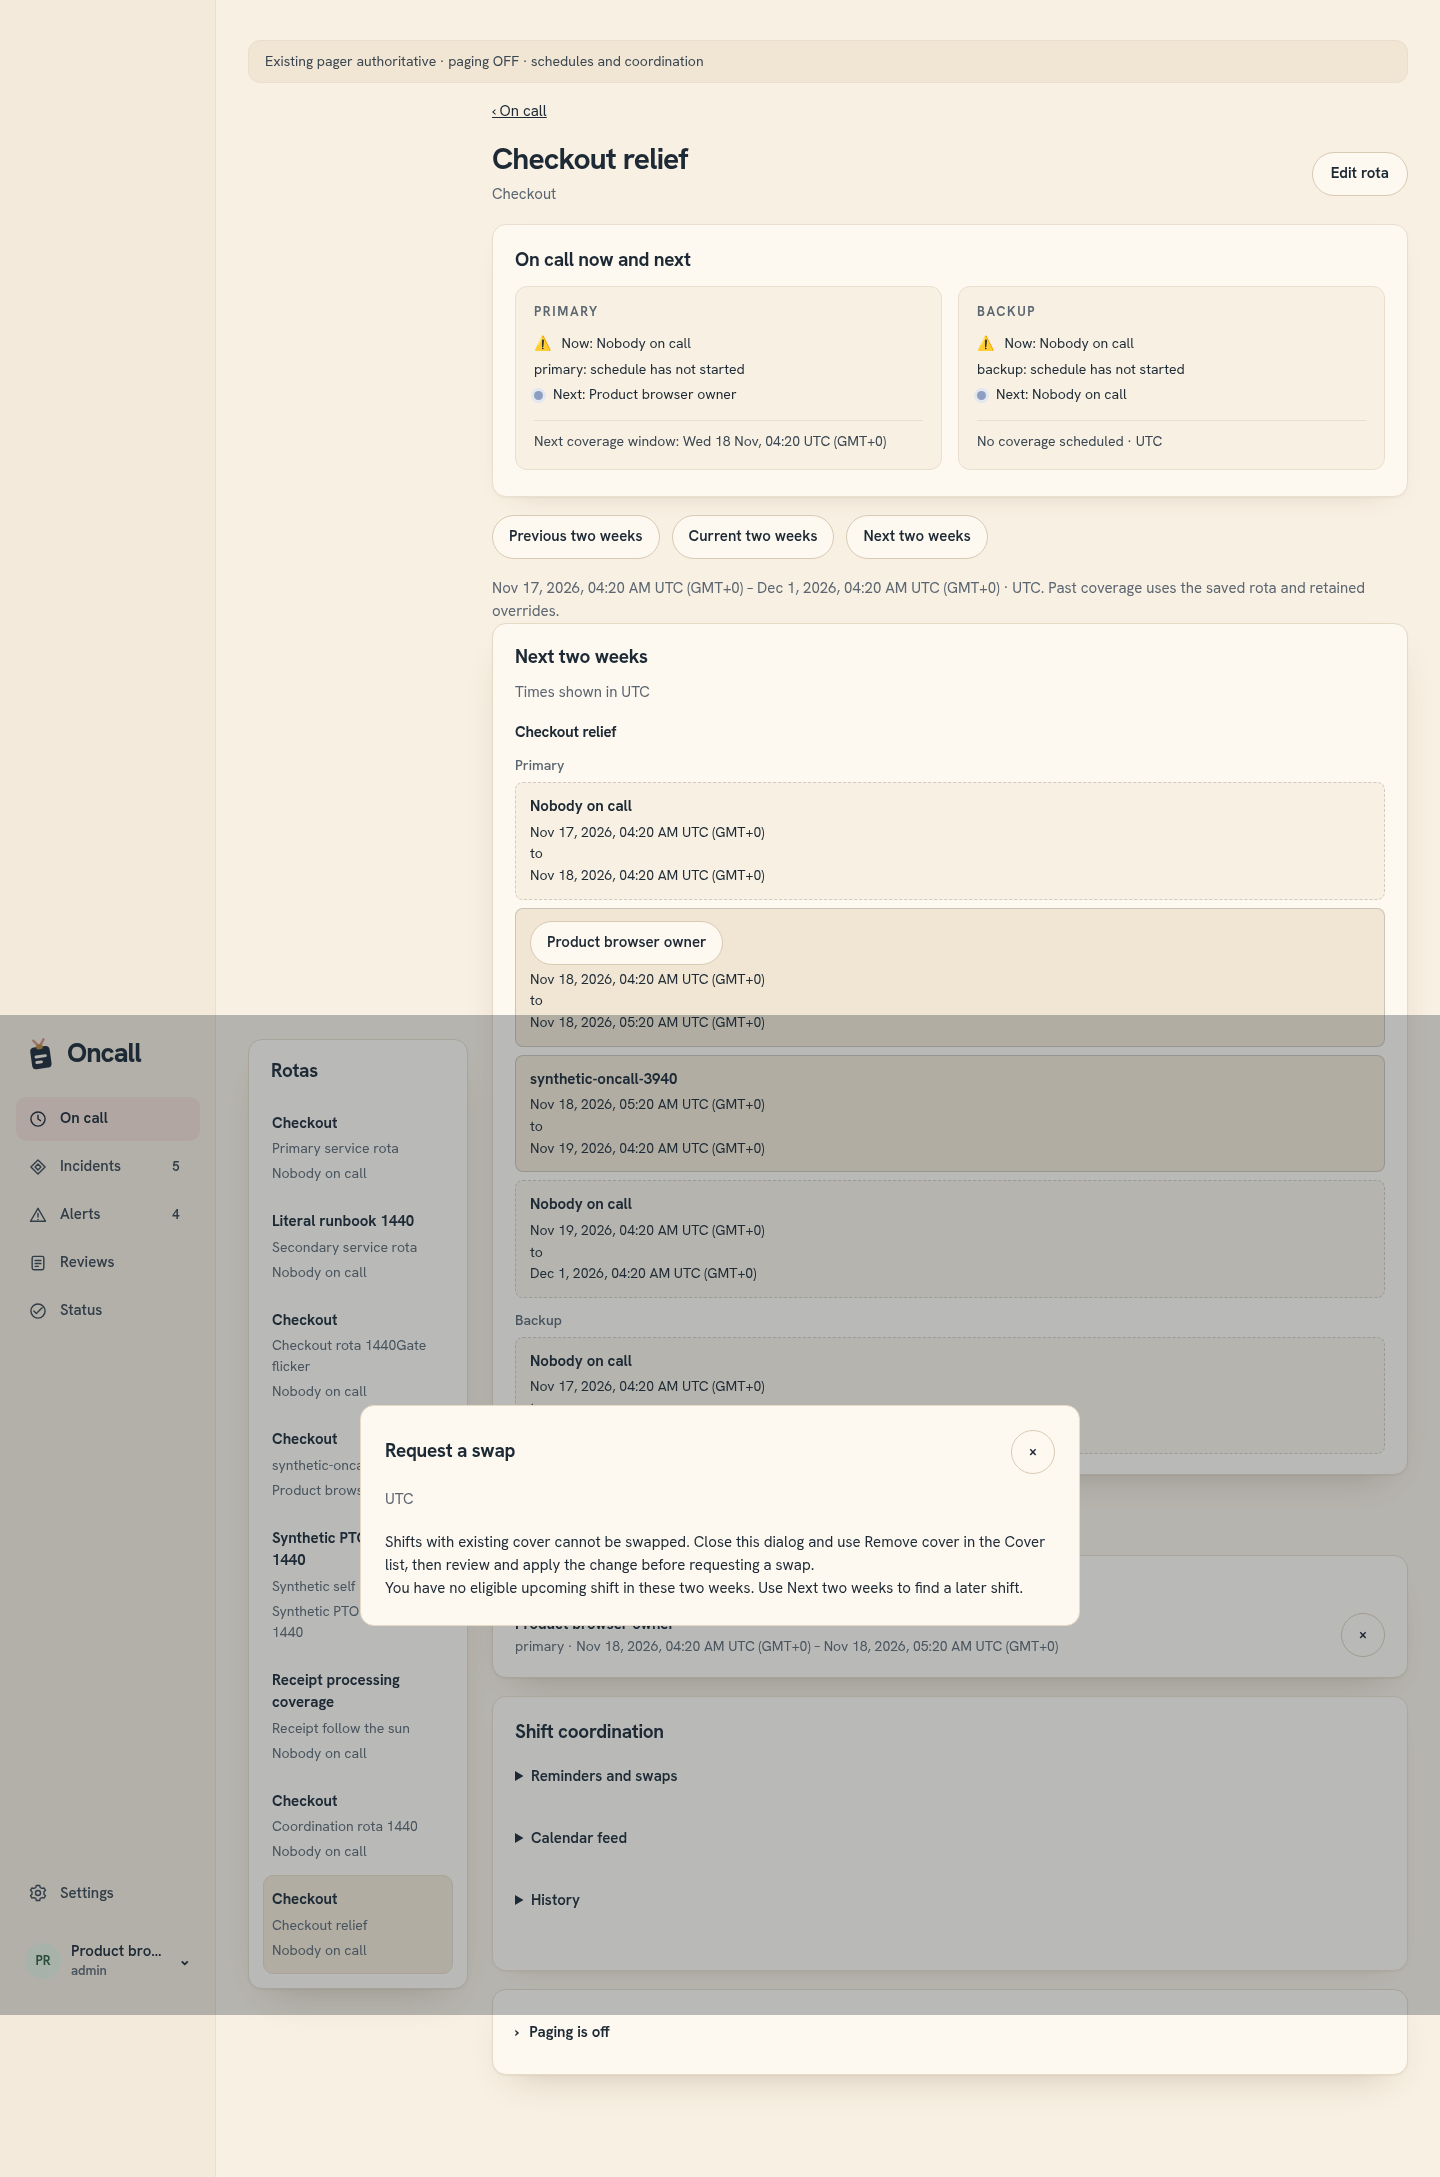 Existing pager authoritative · paging OFF · schedules and coordination
‹ On call
Checkout relief
Checkout
Edit rota
On call now and next
PRIMARY
⚠️ Now: Nobody on call
primary: schedule has not started
Next: Product browser owner
Next coverage window: Wed 18 Nov, 04:20 UTC (GMT+0)
BACKUP
⚠️ Now: Nobody on call
backup: schedule has not started
Next: Nobody on call
No coverage scheduled · UTC
Previous two weeks
Current two weeks
Next two weeks
Nov 17, 2026, 04:20 AM UTC (GMT+0) – Dec 1, 2026, 04:20 AM UTC (GMT+0) · UTC. Past coverage uses the saved rota and retained
overrides.
Next two weeks
Times shown in UTC
Checkout relief
Primary
Nobody on call
Nov 17, 2026, 04:20 AM UTC (GMT+0)
to
Nov 18, 2026, 04:20 AM UTC (GMT+0)
Product browser owner
Nov 18, 2026, 04:20 AM UTC (GMT+0)
to
Nov 18, 2026, 05:20 AM UTC (GMT+0)
synthetic-oncall-3940
Nov 18, 2026, 05:20 AM UTC (GMT+0)
to
Nov 19, 2026, 04:20 AM UTC (GMT+0)
Nobody on call
Nov 19, 2026, 04:20 AM UTC (GMT+0)
to
Dec 1, 2026, 04:20 AM UTC (GMT+0)
Backup
Nobody on call
Nov 17, 2026, 04:20 AM UTC (GMT+0)
Oncall
On call
Incidents 5
Alerts 4
Reviews
Status
Settings
PR
Product bro...
admin
Rotas
Checkout
Primary service rota
Nobody on call
Literal runbook 1440
Secondary service rota
Nobody on call
Checkout
Checkout rota 1440Gate
flicker
Nobody on call
Checkout
synthetic-onca
Product brows
Synthetic PTO
1440
Synthetic self
Synthetic PTO
1440
Receipt processing
coverage
Receipt follow the sun
Nobody on call
Checkout
Coordination rota 1440
Nobody on call
Checkout
Checkout relief
Nobody on call
Request a swap
×
UTC
Shifts with existing cover cannot be swapped. Close this dialog and use Remove cover in the Cover
list, then review and apply the change before requesting a swap.
You have no eligible upcoming shift in these two weeks. Use Next two weeks to find a later shift.
Product browser owner
primary · Nov 18, 2026, 04:20 AM UTC (GMT+0) – Nov 18, 2026, 05:20 AM UTC (GMT+0)
×
Shift coordination
Reminders and swaps
Calendar feed
History
› Paging is off